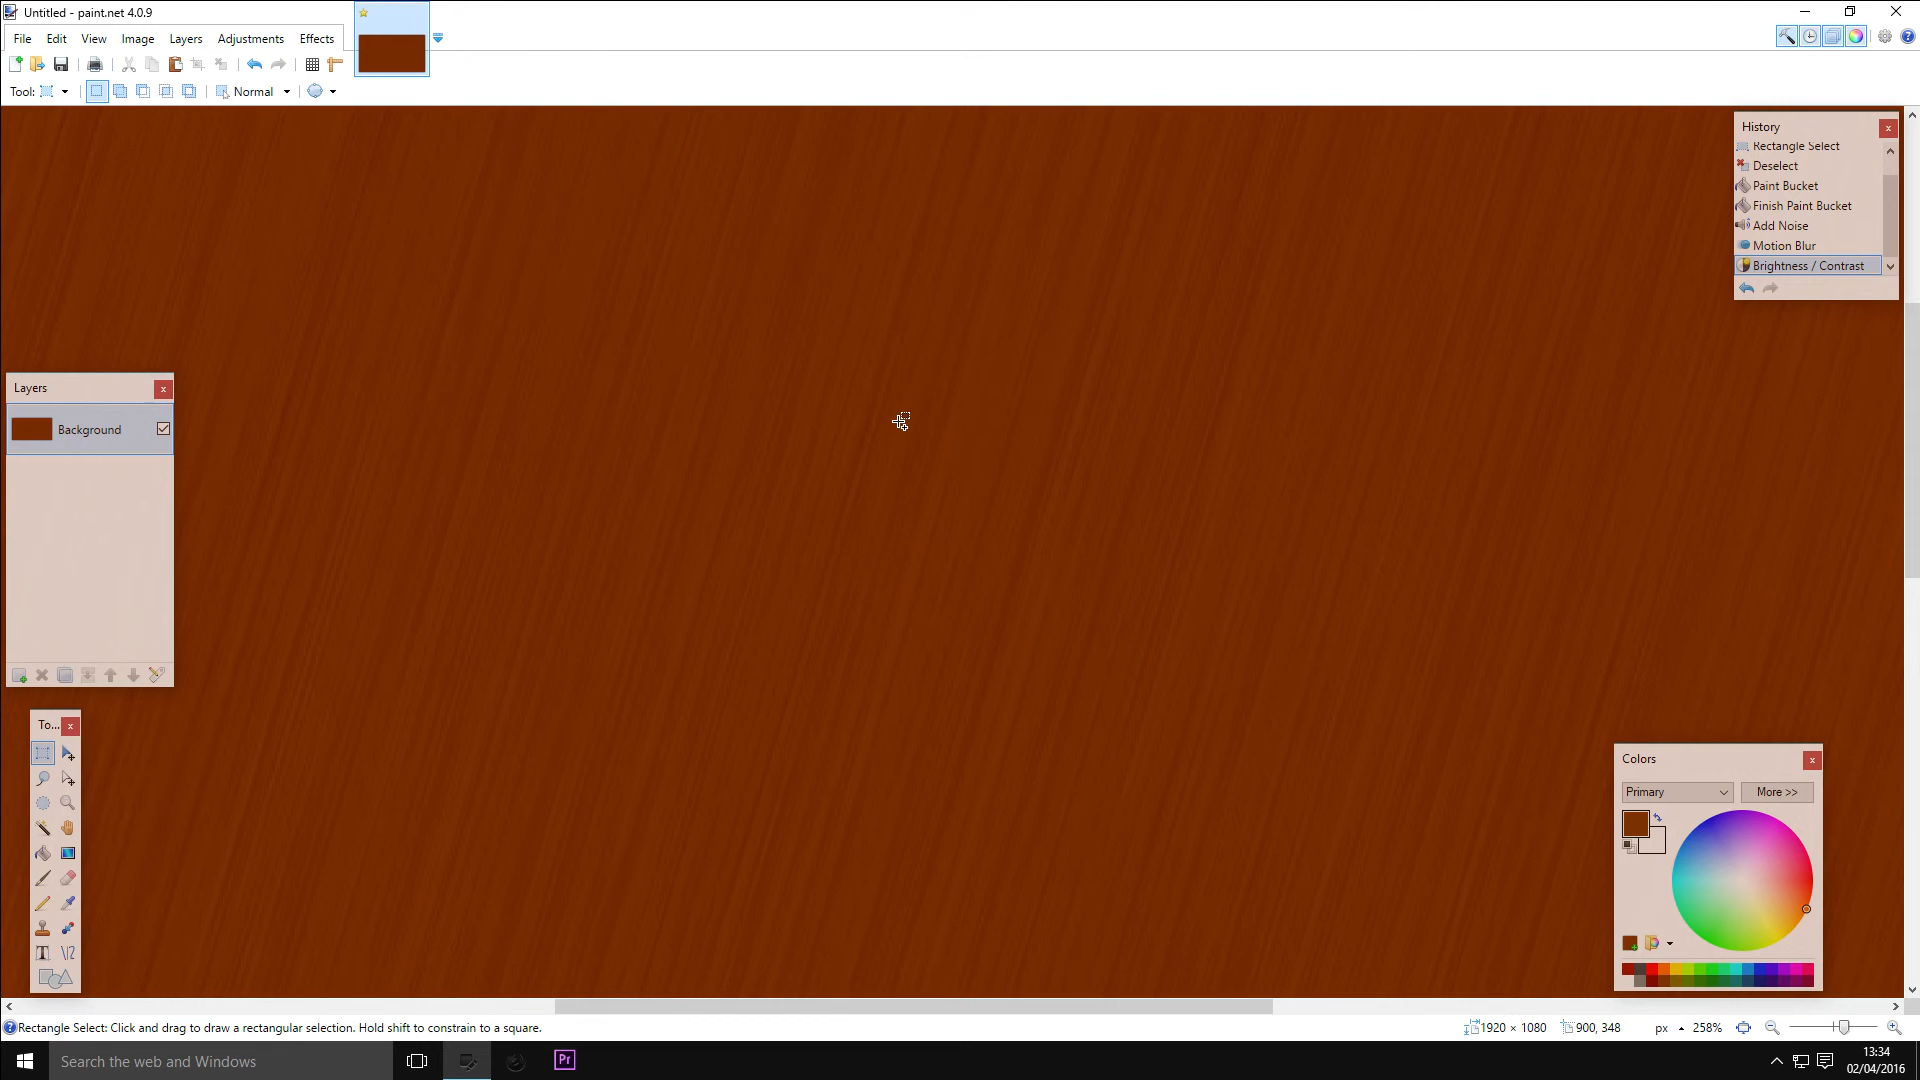 Untitled - paint.net 4.0.9
File Edit View Image Layers Adjustments Effects
Tool: Normal
History
Rectangle Select
Deselect
Paint Bucket
Finish Paint Bucket
Add Noise
Motion Blur
Brightness / Contrast
Layers
Background
To...
Colors
Primary More >>
Rectangle Select: Click and drag to draw a rectangular selection. Hold shift to constrain to a square.
1920 × 1080 900, 348 px 258%
Search the web and Windows
Pr
13:34
02/04/2016